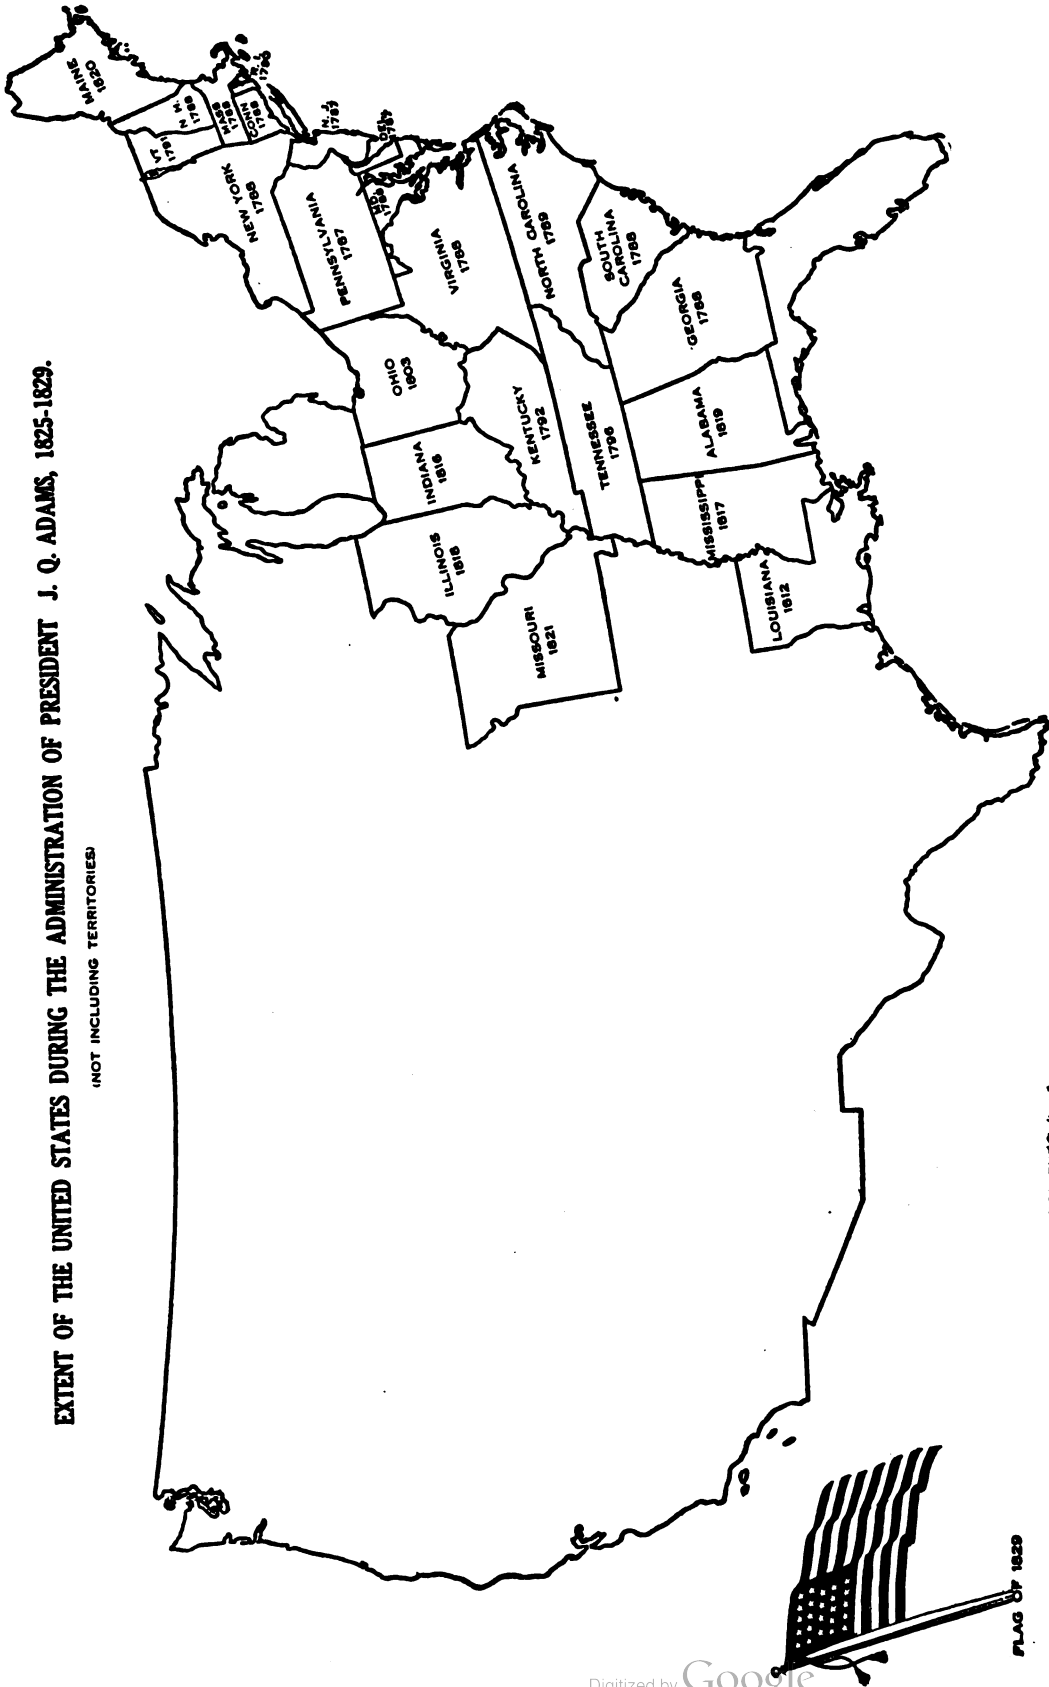 EXTENT OF THE UNITED STATES DURING THE ADMINISTRATION OF PRESIDENT J. Q. ADAMS, 1825-1829.
(NOT INCLUDING TERRITORIES)
MAINE
1820
VT
1791
N H.
1788
MASS
1788
CONN
1788
R. I.
1790
NEW YORK
1788
N. J.
1787
PENNSYLVANIA
1787
DEL
1787
MD.
1788
VIRGINIA
1788
OHIO
1803
INDIANA
1816
ILLINOIS
1818
KENTUCKY
1792
NORTH CAROLINA
1789
TENNESSEE
1796
SOUTH
CAROLINA
1788
GEORGIA
1788
ALABAMA
1819
MISSISSIPPI
1817
LOUISIANA
1812
MISSOURI
1821
FLAG OF 1829
Digitized by Google